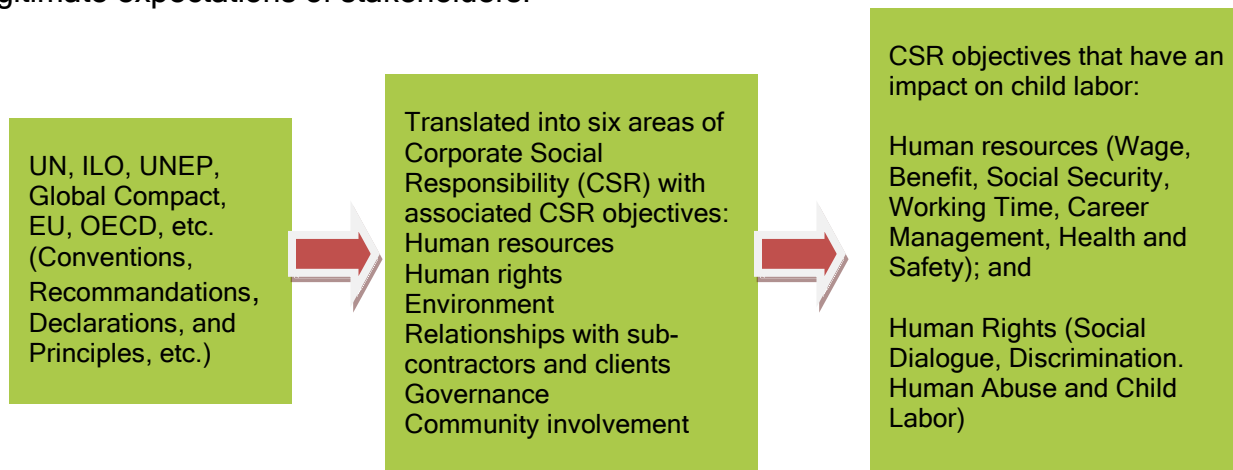 gitimate expectations of stakeholders.
UN, ILO, UNEP,
Global Compact,
EU, OECD, etc.
(Conventions,
Recommandations,
Declarations, and
Principles, etc.)
Translated into six areas of
Corporate Social
Responsibility (CSR) with
associated CSR objectives:
Human resources
Human rights
Environment
Relationships with sub-
contractors and clients
Governance
Community involvement
CSR objectives that have an
impact on child labor:
Human resources (Wage,
Benefit, Social Security,
Working Time, Career
Management, Health and
Safety); and
Human Rights (Social
Dialogue, Discrimination.
Human Abuse and Child
Labor)